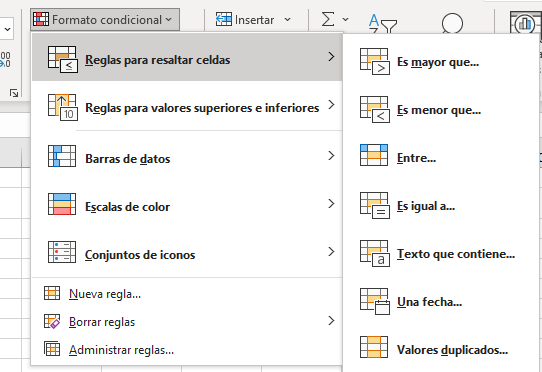 Formato condicional
Insertar
Σ
Reglas para resaltar celdas
Reglas para valores superiores e inferiores
Barras de datos
Escalas de color
Conjuntos de iconos
Nueva regla...
Borrar reglas
Administrar reglas...
Es mayor que...
Es menor que...
Entre...
Es igual a...
Texto que contiene...
Una fecha...
Valores duplicados...